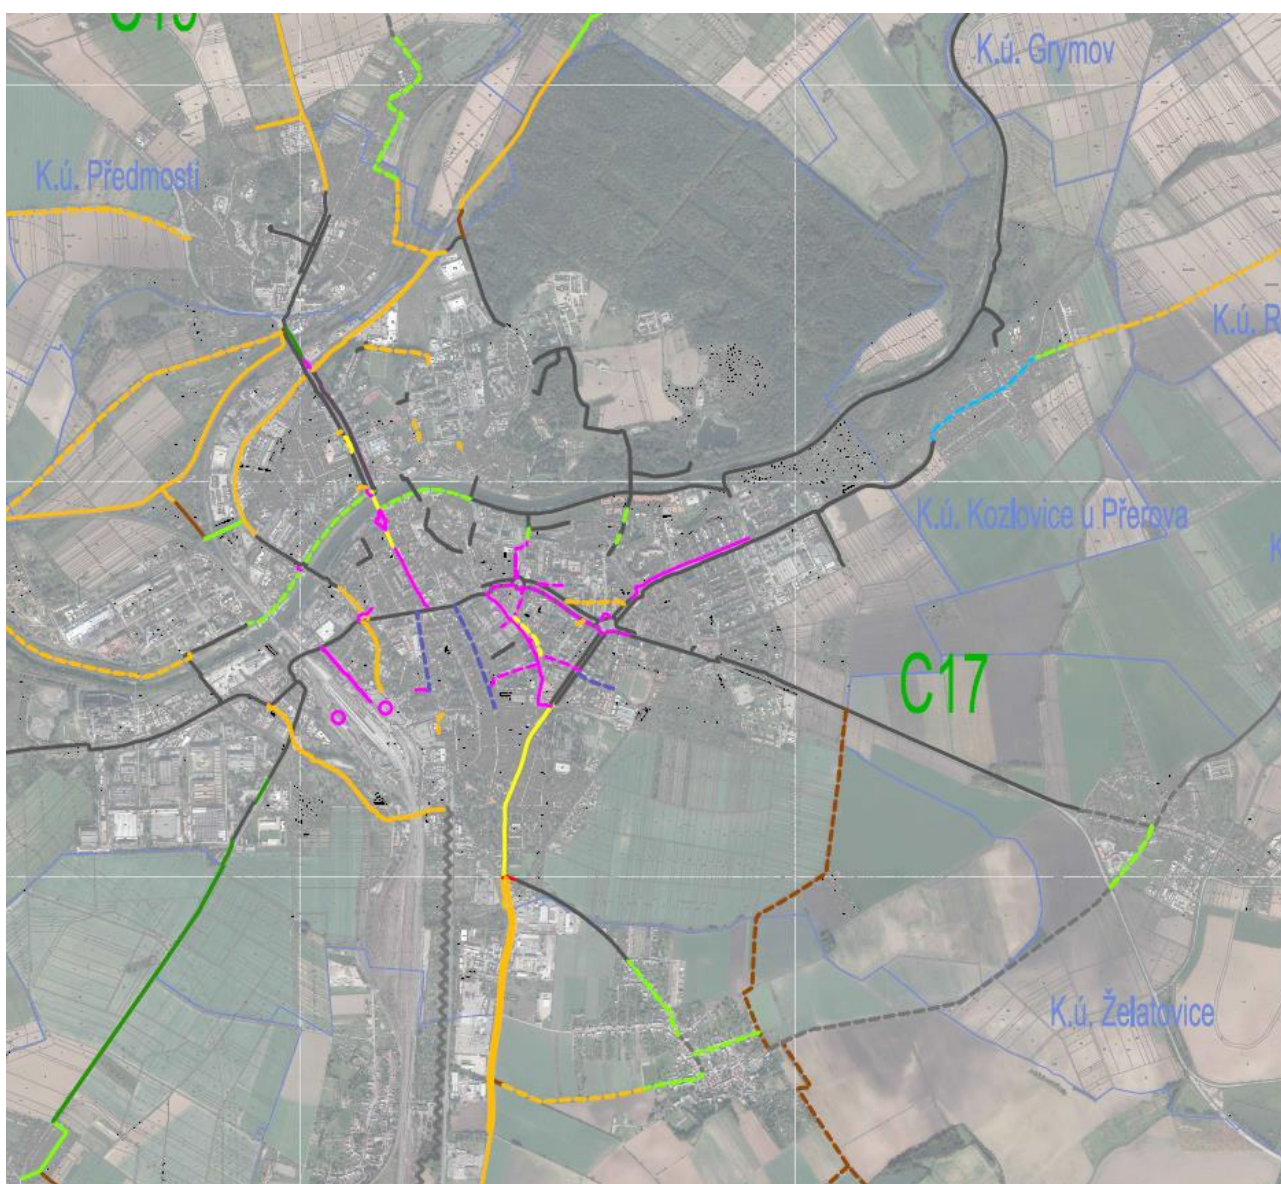 K.ú. Grymov
K.ú. Předmostí
K.ú. R
K.ú. Kozlovice u Přerova
C17
K.ú. Želatovice